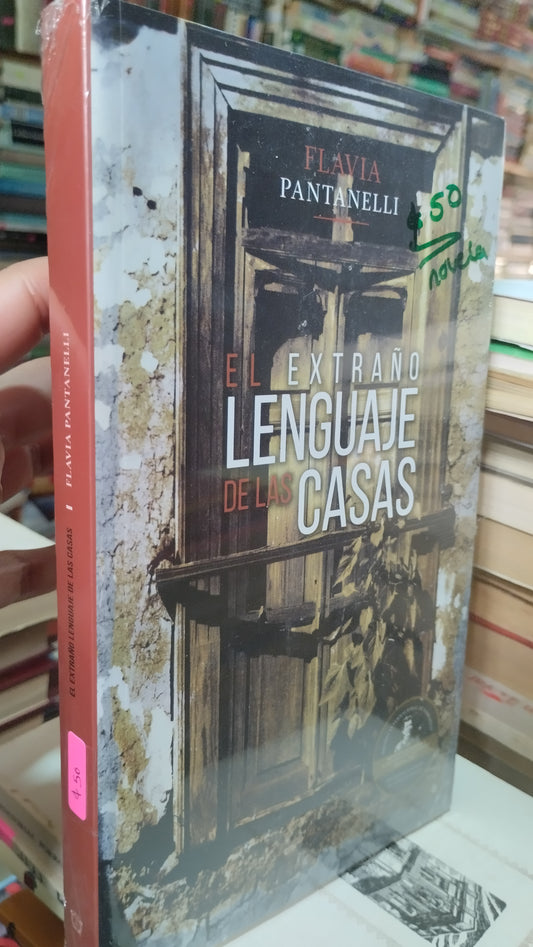 FLAVIA
PANTANELLI
$50
novela
EL EXTRAÑO
LENGUAJE
DE LAS CASAS
EL EXTRAÑO LENGUAJE DE LAS CASAS FLAVIA PANTANELLI
$50